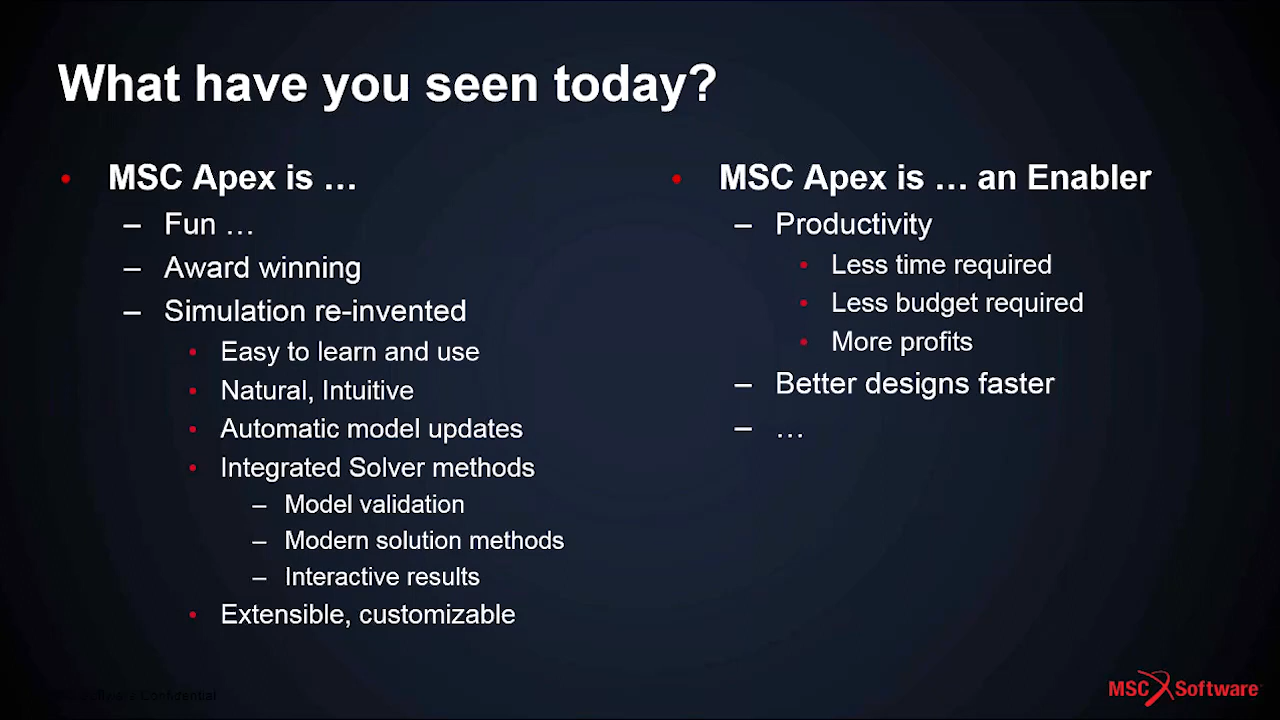 What have you seen today?
• MSC Apex is …
– Fun …
– Award winning
– Simulation re-invented
• Easy to learn and use
• Natural, Intuitive
• Automatic model updates
• Integrated Solver methods
– Model validation
– Modern solution methods
– Interactive results
• Extensible, customizable
• MSC Apex is … an Enabler
– Productivity
• Less time required
• Less budget required
• More profits
– Better designs faster
– …
Confidential
MSC Software